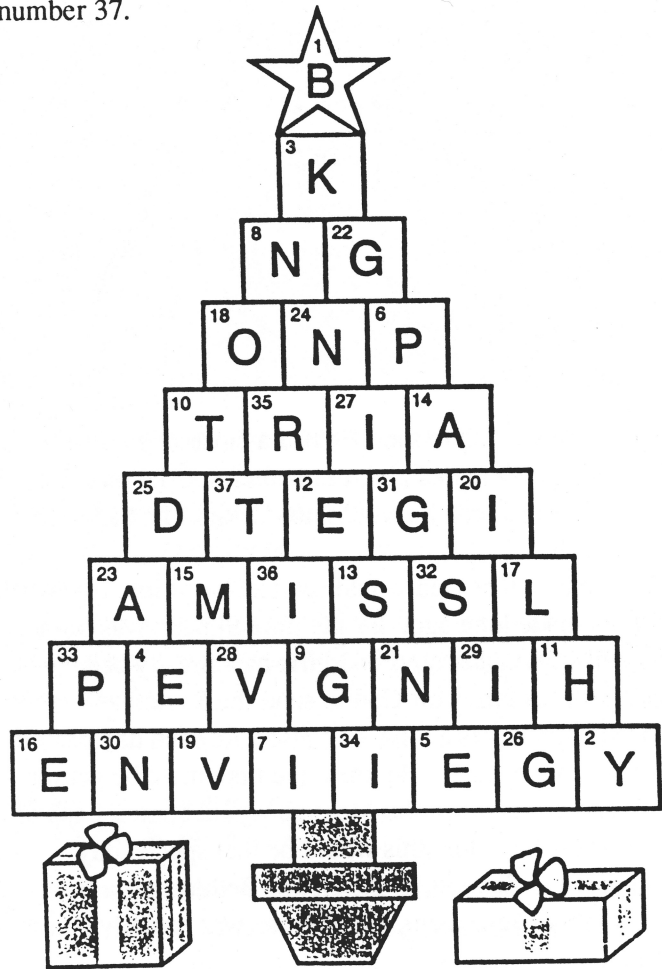 number 37.
1
B
3 K
8 N 22 G
18 O 24 N 6 P
10 T 35 R 27 I 14 A
25 D 37 T 12 E 31 G 20 I
23 A 15 M 36 I 13 S 32 S 17 L
33 P 4 E 28 V 9 G 21 N 29 I 11 H
16 E 30 N 19 V 7 I 34 I 5 E 26 G 2 Y